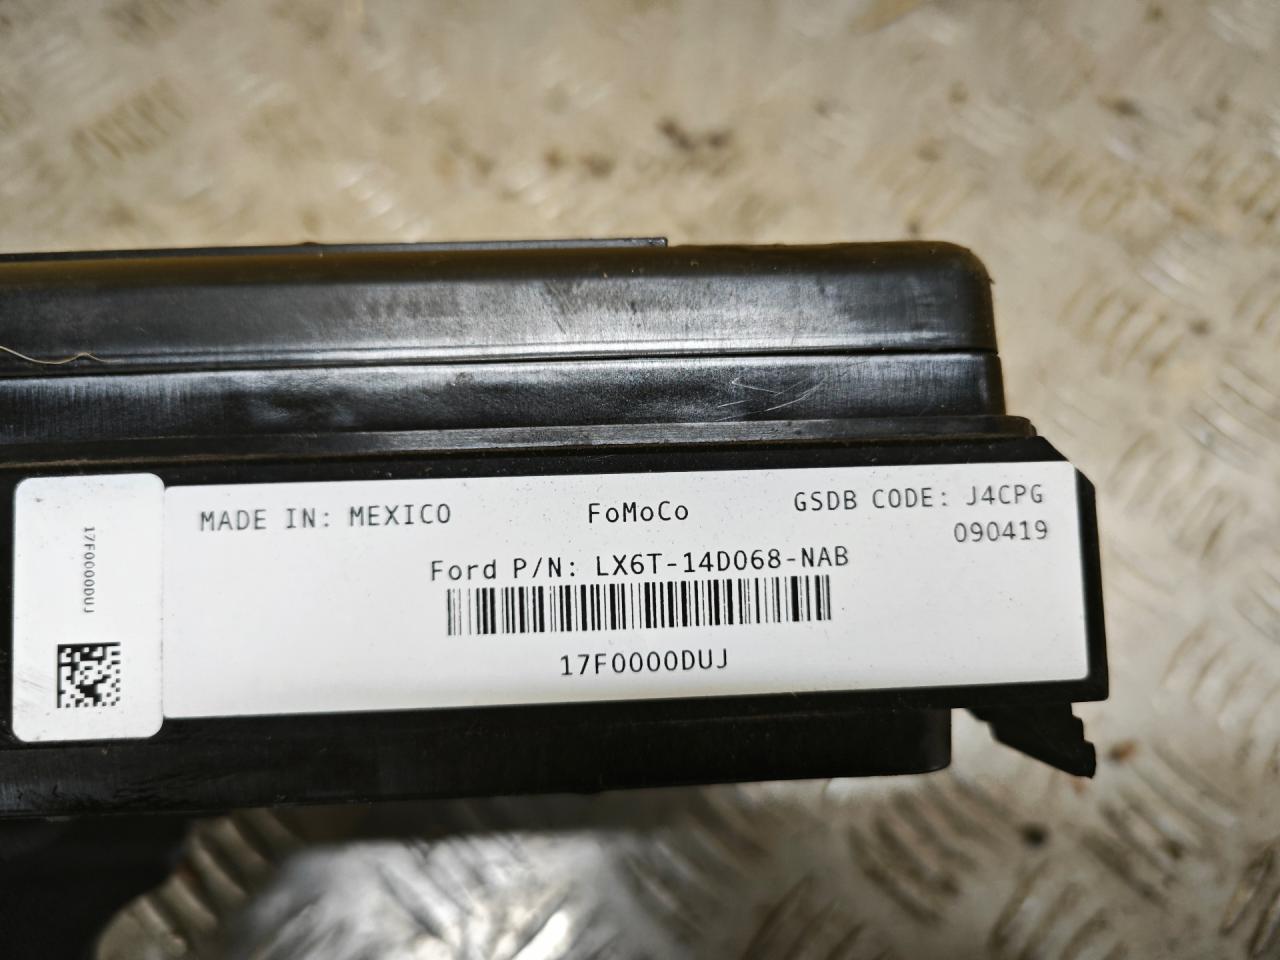 17F0000DUJ
MADE IN: MEXICO
FoMoCo
GSDB CODE: J4CPG
090419
Ford P/N: LX6T-14D068-NAB
17F0000DUJ